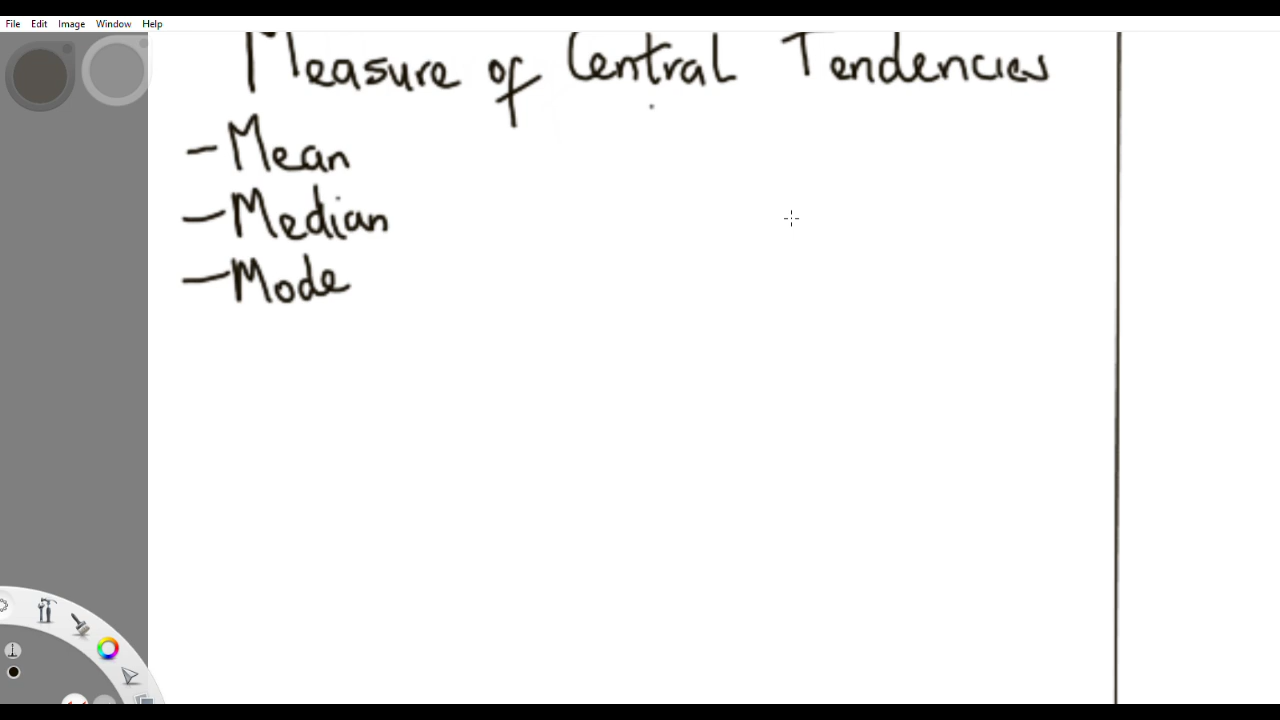 File Edit Image Window Help
Measure of Central Tendencies
- Mean
- Median
- Mode